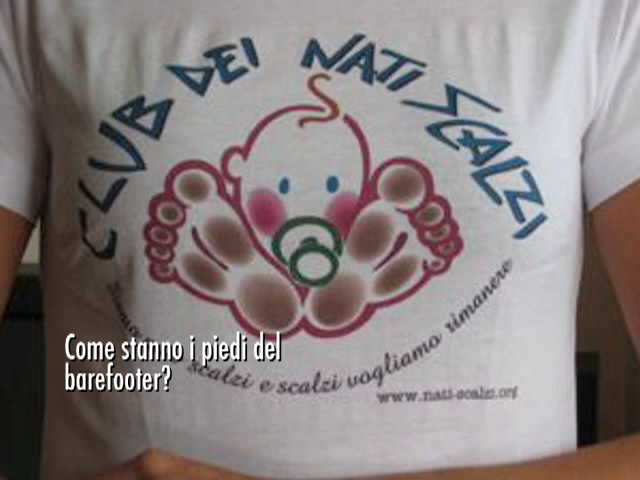 CLUB DEI NATI SCALZI
scalzi e scalzi vogliamo rimanere
www.nati-scalzi.org
Come stanno i piedi del
barefooter?